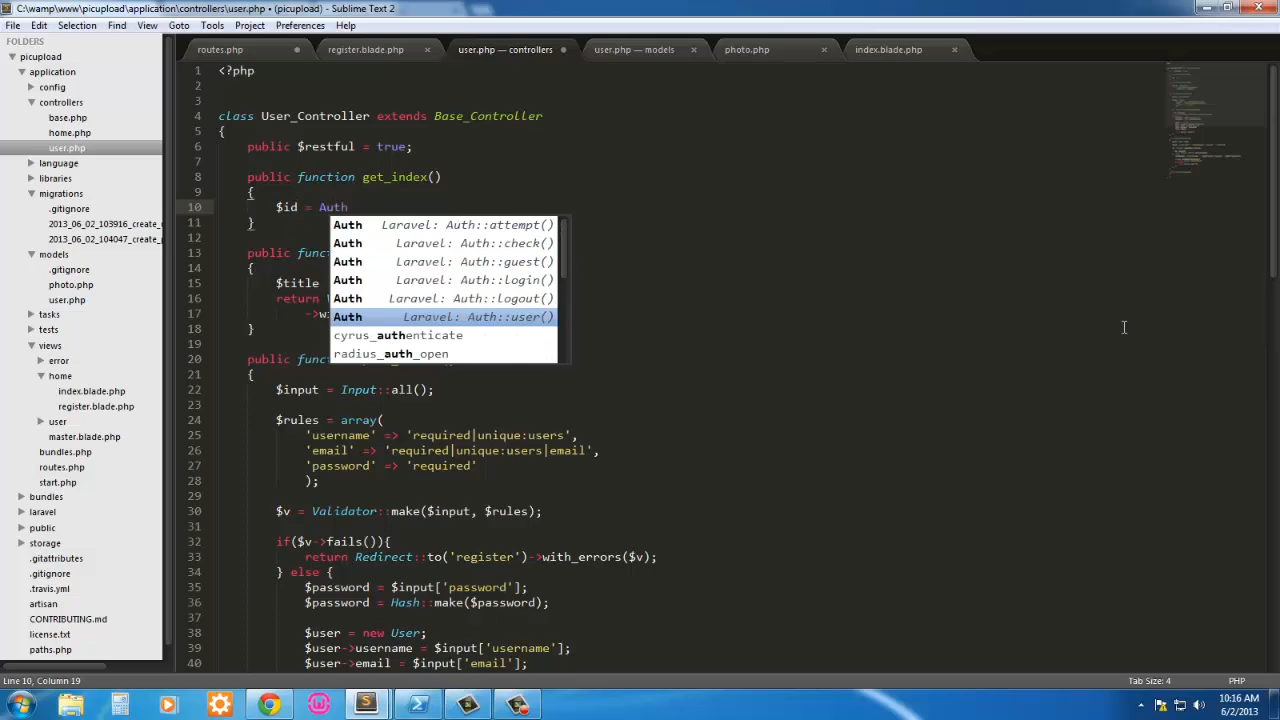 C:\wamp\www\picupload\application\controllers\user.php • (picupload) - Sublime Text 2
File Edit Selection Find View Goto Tools Project Preferences Help
FOLDERS
picupload
application
config
controllers
base.php
home.php
user.php
language
libraries
migrations
.gitignore
2013_06_02_103916_create_
2013_06_02_104047_create_
models
.gitignore
photo.php
user.php
tasks
tests
views
error
home
index.blade.php
register.blade.php
user
master.blade.php
bundles.php
routes.php
start.php
bundles
laravel
public
storage
.gitattributes
.gitignore
.travis.yml
artisan
CONTRIBUTING.md
license.txt
paths.php
routes.php register.blade.php user.php — controllers user.php — models photo.php index.blade.php
1 <?php
2
3
4 class User_Controller extends Base_Controller
5 {
6 public $restful = true;
7
8 public function get_index()
9 {
10 $id = Auth
11 }
12
13 public func
14 {
15 $title
16 return
17 ->wi
18 }
19
20 public func
21 {
22 $input = Input::all();
23
24 $rules = array(
25 'username' => 'required|unique:users',
26 'email' => 'required|unique:users|email',
27 'password' => 'required'
28 );
29
30 $v = Validator::make($input, $rules);
31
32 if($v->fails()){
33 return Redirect::to('register')->with_errors($v);
34 } else {
35 $password = $input['password'];
36 $password = Hash::make($password);
37
38 $user = new User;
39 $user->username = $input['username'];
40 $user->email = $input['email'];
Auth Laravel: Auth::attempt()
Auth Laravel: Auth::check()
Auth Laravel: Auth::guest()
Auth Laravel: Auth::login()
Auth Laravel: Auth::logout()
Auth Laravel: Auth::user()
cyrus_authenticate
radius_auth_open
Line 10, Column 19 Tab Size: 4 PHP
10:16 AM
6/2/2013